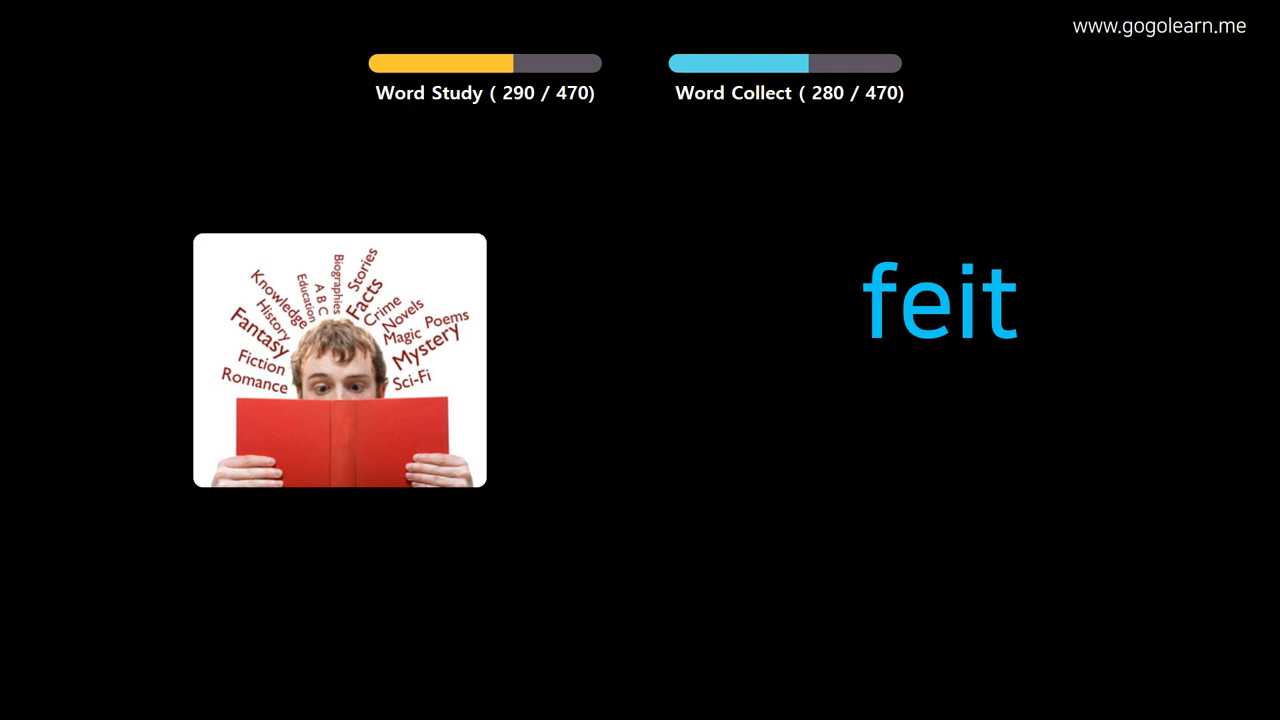 www.gogolearn.me
Word Study ( 290 / 470)
Word Collect ( 280 / 470)
feit
Stories
Biographies
Knowledge
Education
A B C
Facts
History
Crime
Novels
Fantasy
Poems
Magic
Mystery
Fiction
Romance
Sci-Fi